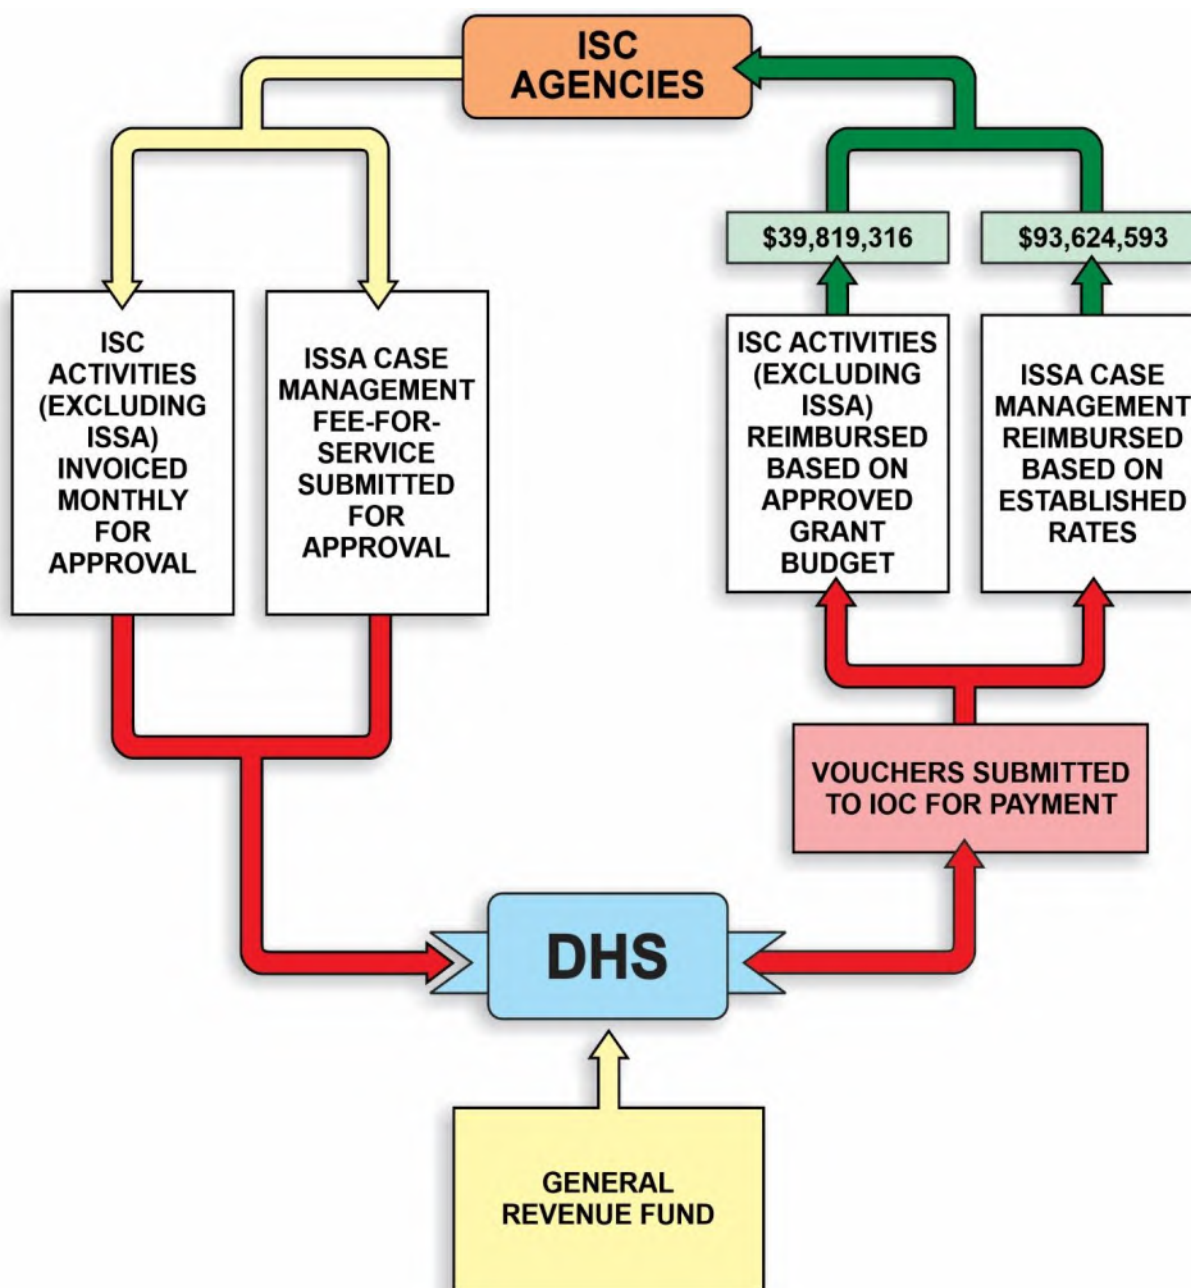 ISC
AGENCIES
$39,819,316
$93,624,593
ISC
ACTIVITIES
(EXCLUDING
ISSA)
INVOICED
MONTHLY
FOR
APPROVAL
ISSA CASE
MANAGEMENT
FEE-FOR-
SERVICE
SUBMITTED
FOR
APPROVAL
ISC ACTIVITIES
(EXCLUDING
ISSA)
REIMBURSED
BASED ON
APPROVED
GRANT
BUDGET
ISSA CASE
MANAGEMENT
REIMBURSED
BASED ON
ESTABLISHED
RATES
VOUCHERS SUBMITTED
TO IOC FOR PAYMENT
DHS
GENERAL
REVENUE FUND